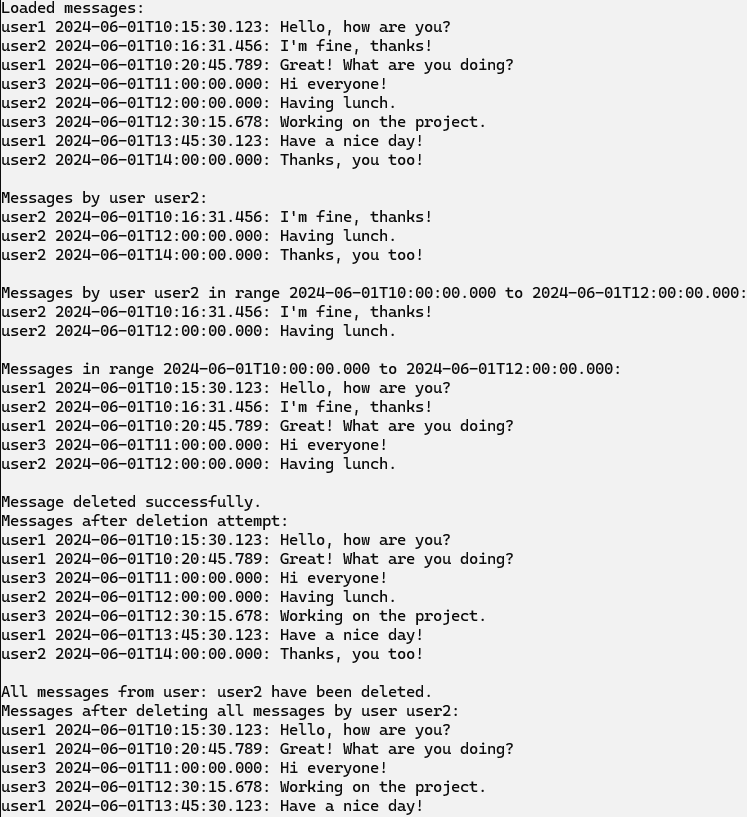 Loaded messages:
user1 2024-06-01T10:15:30.123: Hello, how are you?
user2 2024-06-01T10:16:31.456: I'm fine, thanks!
user1 2024-06-01T10:20:45.789: Great! What are you doing?
user3 2024-06-01T11:00:00.000: Hi everyone!
user2 2024-06-01T12:00:00.000: Having lunch.
user3 2024-06-01T12:30:15.678: Working on the project.
user1 2024-06-01T13:45:30.123: Have a nice day!
user2 2024-06-01T14:00:00.000: Thanks, you too!

Messages by user user2:
user2 2024-06-01T10:16:31.456: I'm fine, thanks!
user2 2024-06-01T12:00:00.000: Having lunch.
user2 2024-06-01T14:00:00.000: Thanks, you too!

Messages by user user2 in range 2024-06-01T10:00:00.000 to 2024-06-01T12:00:00.000:
user2 2024-06-01T10:16:31.456: I'm fine, thanks!
user2 2024-06-01T12:00:00.000: Having lunch.

Messages in range 2024-06-01T10:00:00.000 to 2024-06-01T12:00:00.000:
user1 2024-06-01T10:15:30.123: Hello, how are you?
user2 2024-06-01T10:16:31.456: I'm fine, thanks!
user1 2024-06-01T10:20:45.789: Great! What are you doing?
user3 2024-06-01T11:00:00.000: Hi everyone!
user2 2024-06-01T12:00:00.000: Having lunch.

Message deleted successfully.
Messages after deletion attempt:
user1 2024-06-01T10:15:30.123: Hello, how are you?
user1 2024-06-01T10:20:45.789: Great! What are you doing?
user3 2024-06-01T11:00:00.000: Hi everyone!
user2 2024-06-01T12:00:00.000: Having lunch.
user3 2024-06-01T12:30:15.678: Working on the project.
user1 2024-06-01T13:45:30.123: Have a nice day!
user2 2024-06-01T14:00:00.000: Thanks, you too!

All messages from user: user2 have been deleted.
Messages after deleting all messages by user user2:
user1 2024-06-01T10:15:30.123: Hello, how are you?
user1 2024-06-01T10:20:45.789: Great! What are you doing?
user3 2024-06-01T11:00:00.000: Hi everyone!
user3 2024-06-01T12:30:15.678: Working on the project.
user1 2024-06-01T13:45:30.123: Have a nice day!